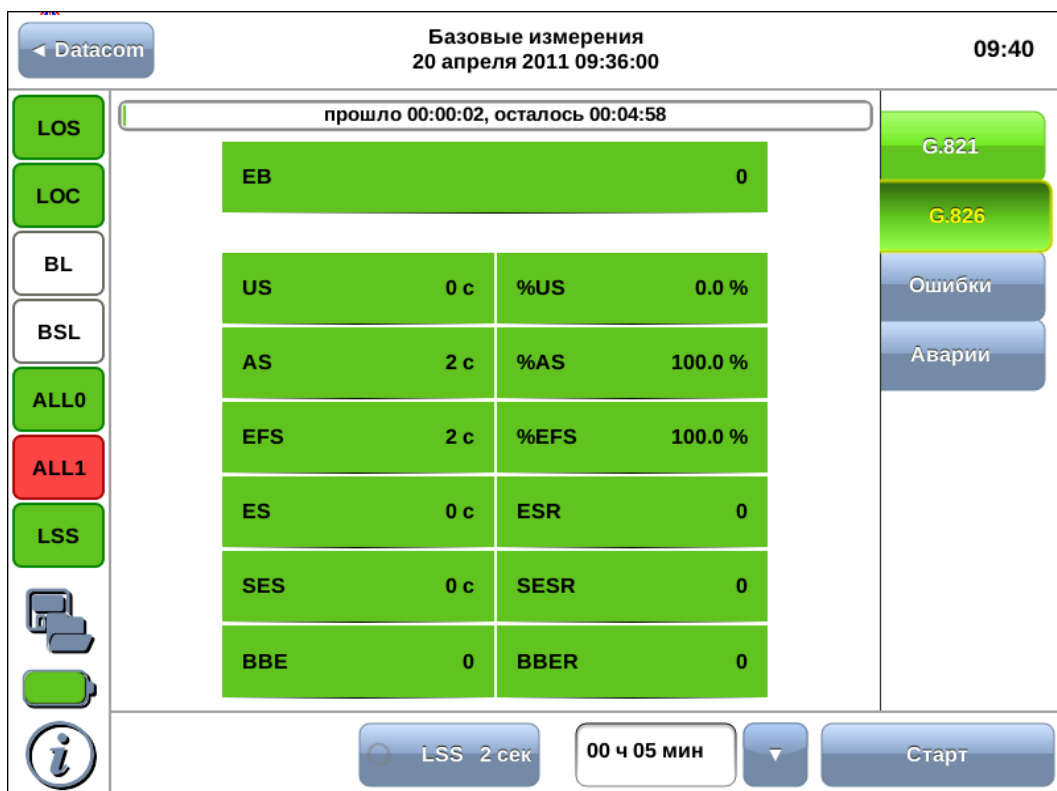 ◄ Datacom
Базовые измерения
20 апреля 2011 09:36:00
09:40
прошло 00:00:02, осталось 00:04:58
LOS
LOC
BL
BSL
ALL0
ALL1
LSS
EB 0
US 0 с %US 0.0 %
AS 2 с %AS 100.0 %
EFS 2 с %EFS 100.0 %
ES 0 с ESR 0
SES 0 с SESR 0
BBE 0 BBER 0
G.821
G.826
Ошибки
Аварии
i
LSS 2 сек
00 ч 05 мин
▼
Старт